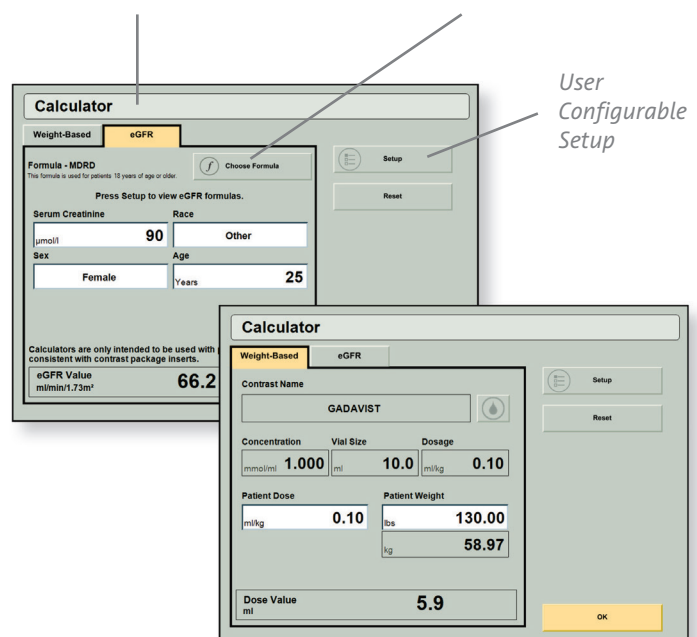 User
Configurable
Setup
Calculator
Weight-Based eGFR
Formula - MDRD
This formula is used for patients 18 years of age or older.
f Choose Formula
Setup
Press Setup to view eGFR formulas.
Reset
Serum Creatinine Race
µmol/l 90 Other
Sex Age
Female Years 25
Calculators are only intended to be used with
consistent with contrast package inserts.
eGFR Value
ml/min/1.73m² 66.2
Calculator
Weight-Based eGFR
Contrast Name
Setup
GADAVIST
Reset
Concentration Vial Size Dosage
mmol/ml 1.000 ml 10.0 ml/kg 0.10
Patient Dose Patient Weight
ml/kg 0.10 lbs 130.00
kg 58.97
Dose Value
ml 5.9
OK